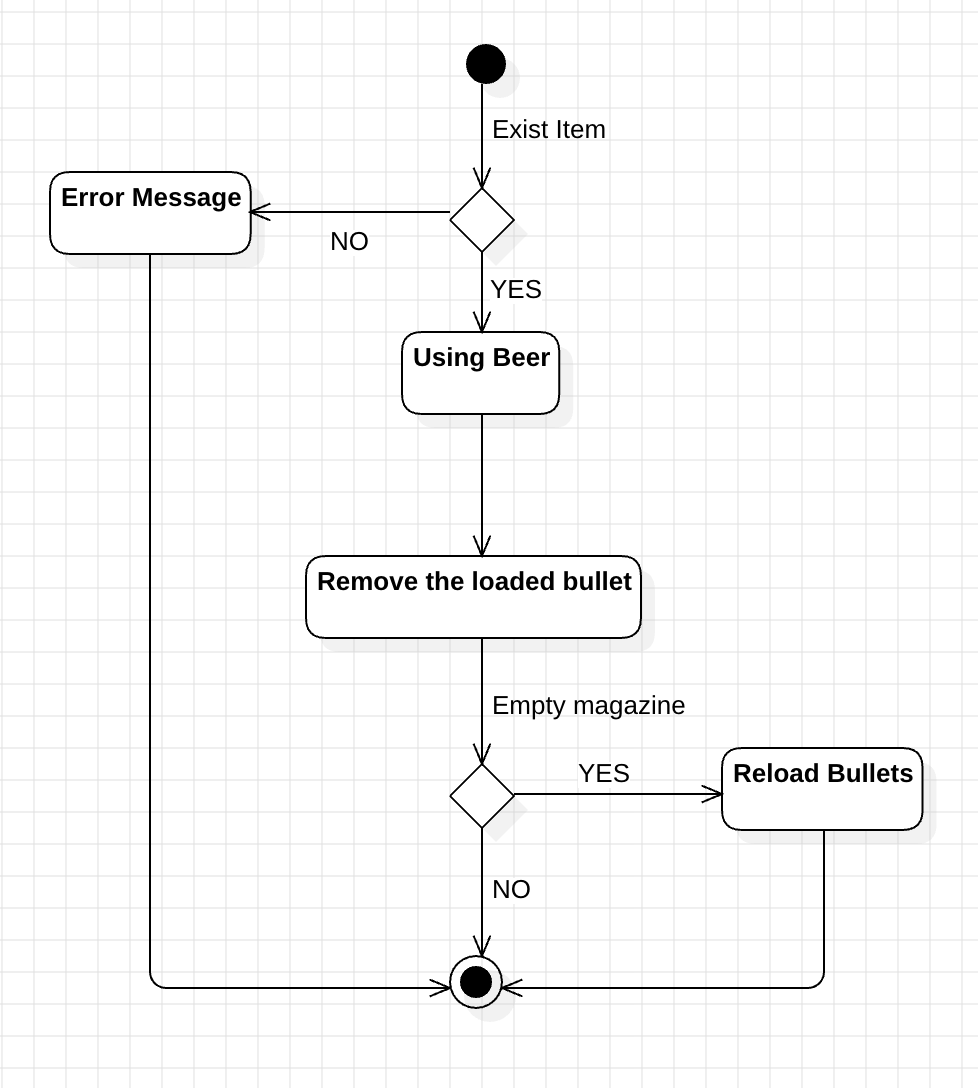 Exist Item
Error Message
NO
YES
Using Beer
Remove the loaded bullet
Empty magazine
YES
Reload Bullets
NO